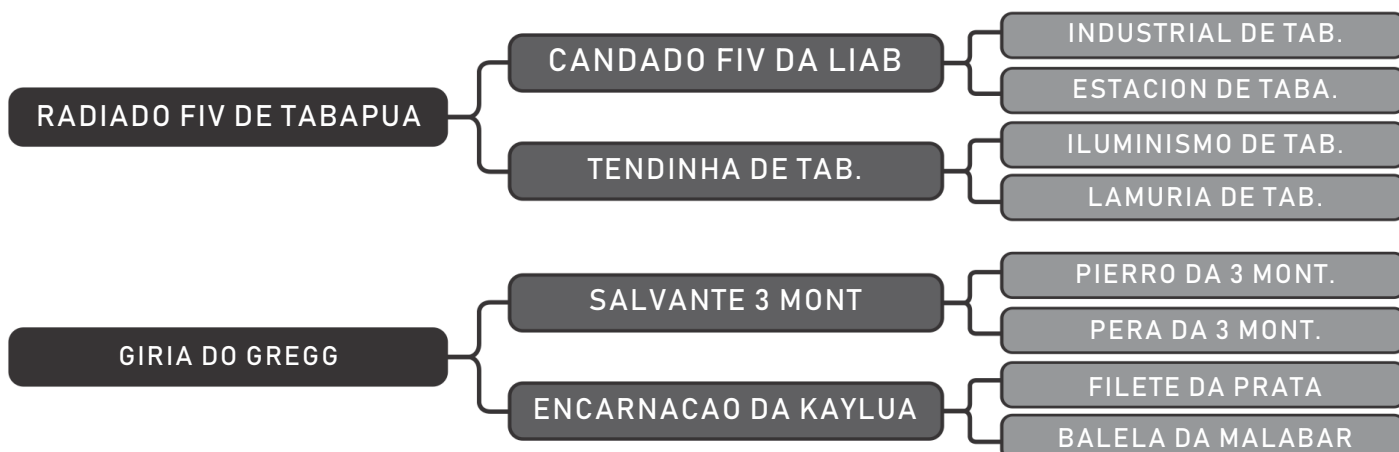 RADIADO FIV DE TABAPUA
CANDADO FIV DA LIAB
INDUSTRIAL DE TAB.
ESTACION DE TABA.
TENDINHA DE TAB.
ILUMINISMO DE TAB.
LAMURIA DE TAB.
GIRIA DO GREGG
SALVANTE 3 MONT
PIERRO DA 3 MONT.
PERA DA 3 MONT.
ENCARNACAO DA KAYLUA
FILETE DA PRATA
BALELA DA MALABAR